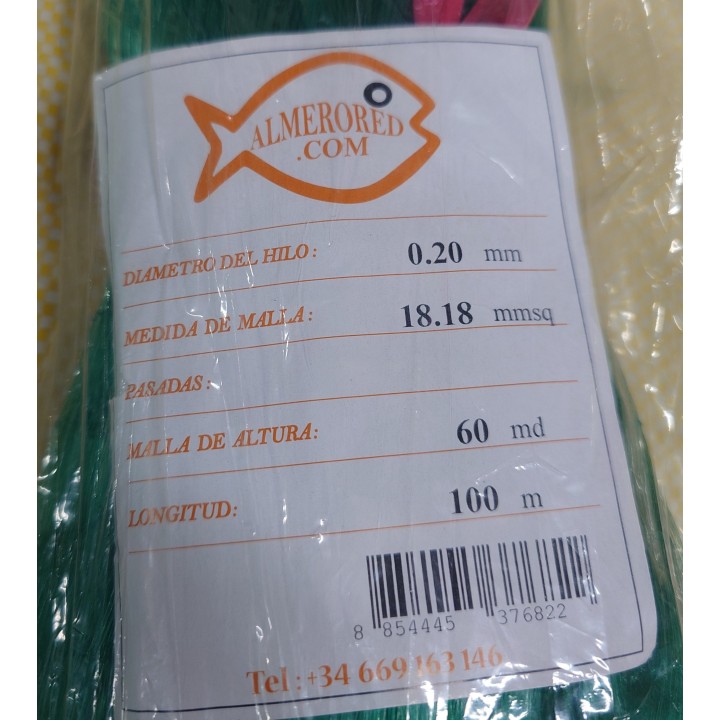 ALMERORED
.COM
DIAMETRO DEL HILO: 0.20 mm
MEDIDA DE MALLA: 18.18 mmsq
PASADAS:
MALLA DE ALTURA: 60 md
LONGITUD: 100 m
8 854445 376822
Tel : +34 669 163 146